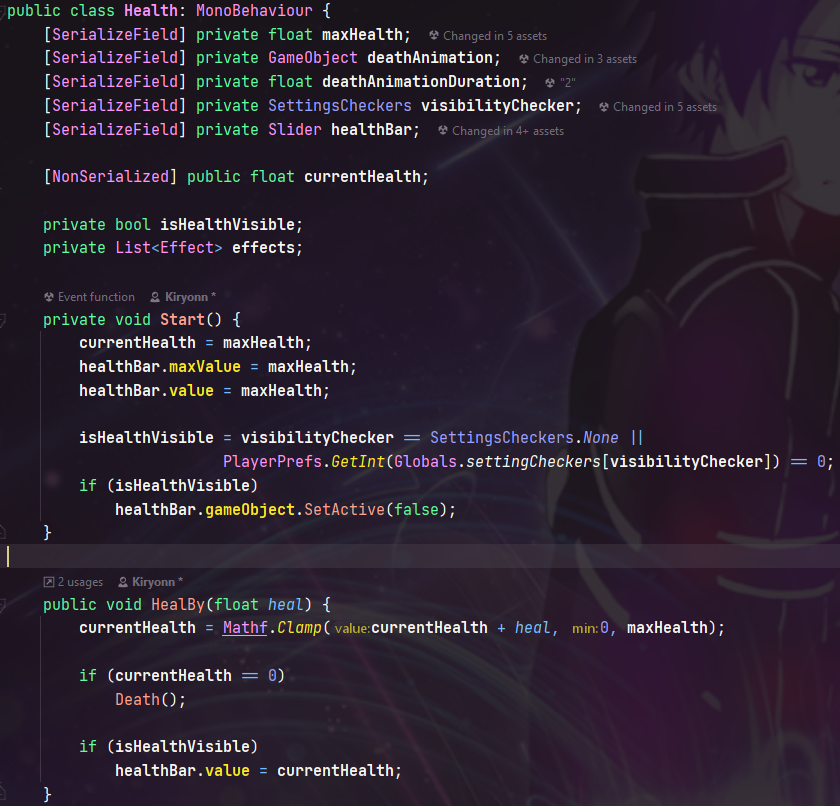 public class Health: MonoBehaviour {
[SerializeField] private float maxHealth; Changed in 5 assets
[SerializeField] private GameObject deathAnimation; Changed in 3 assets
[SerializeField] private float deathAnimationDuration; "2"
[SerializeField] private SettingsCheckers visibilityChecker; Changed in 5 assets
[SerializeField] private Slider healthBar; Changed in 4+ assets
[NonSerialized] public float currentHealth;
private bool isHealthVisible;
private List<Effect> effects;
Event function Kiryonn *
private void Start() {
currentHealth = maxHealth;
healthBar.maxValue = maxHealth;
healthBar.value = maxHealth;
isHealthVisible = visibilityChecker == SettingsCheckers.None ||
PlayerPrefs.GetInt(Globals.settingCheckers[visibilityChecker]) == 0;
if (isHealthVisible)
healthBar.gameObject.SetActive(false);
}
2 usages Kiryonn *
public void HealBy(float heal) {
currentHealth = Mathf.Clamp( value: currentHealth + heal, min: 0, maxHealth);
if (currentHealth == 0)
Death();
if (isHealthVisible)
healthBar.value = currentHealth;
}